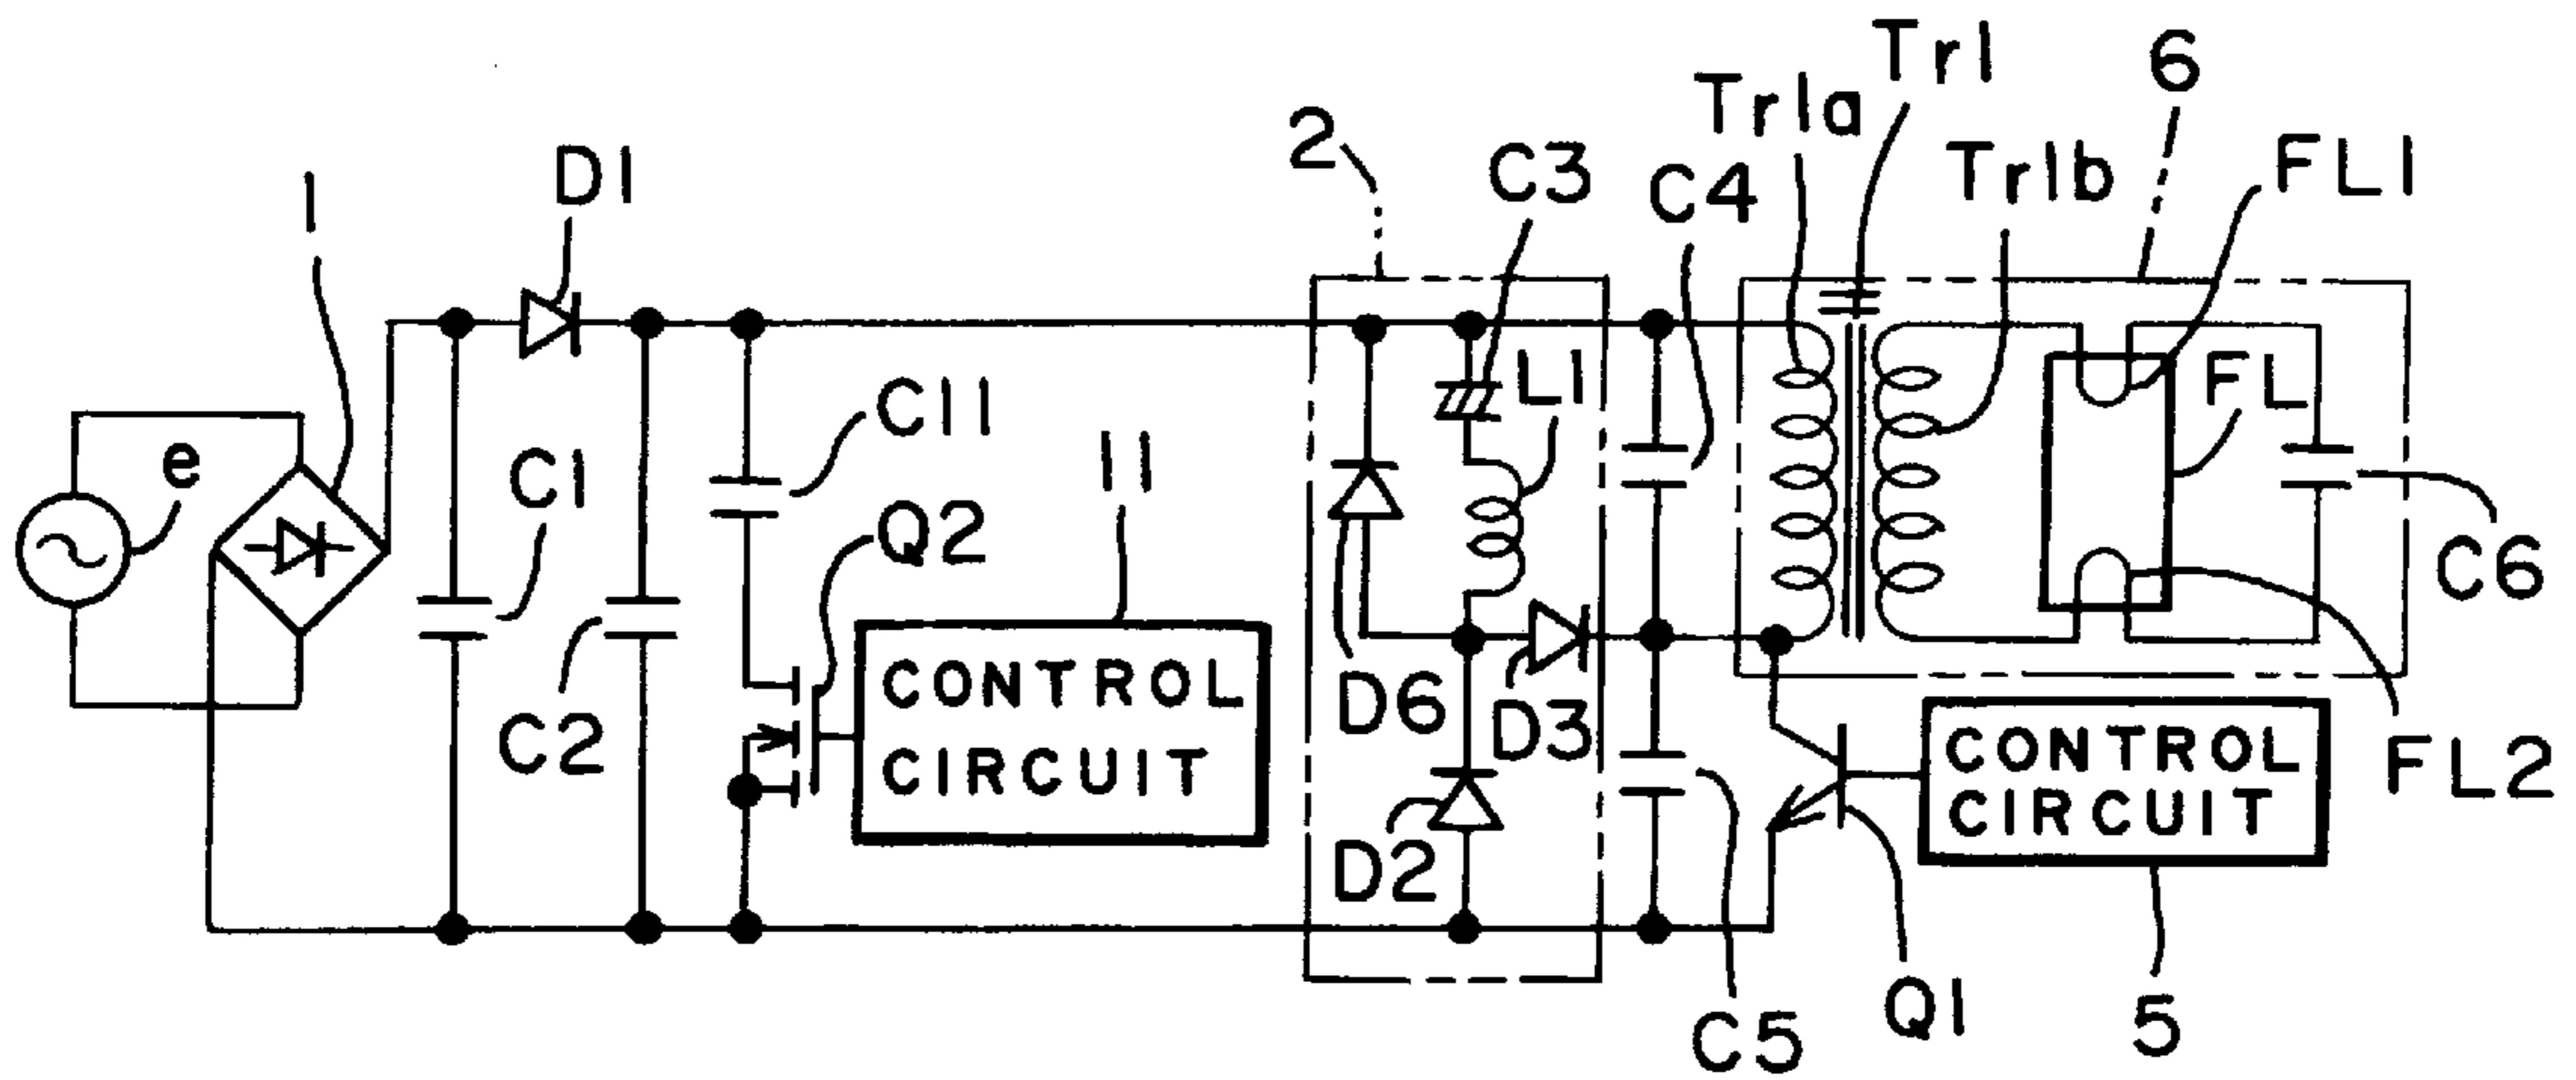 Tr1
6
Tr1a
2
C3
C4
Tr1b
FL1
1
D1
C11
L1
FL
e
C1
11
Q2
C6
CONTROL
CIRCUIT
C2
D6
D3
CONTROL
CIRCUIT
FL2
D2
C5
Q1
5